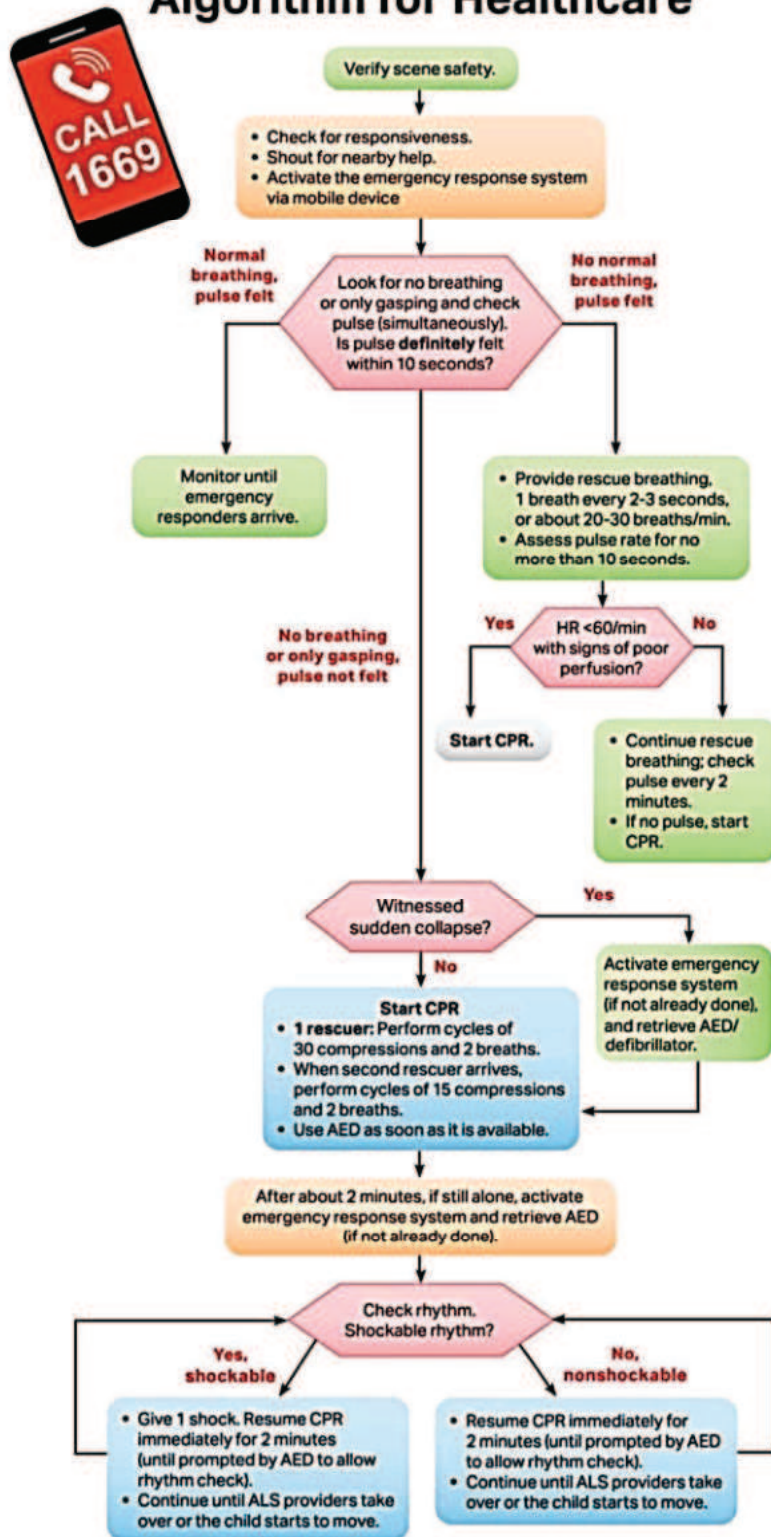 Algorithm for Healthcare
CALL
1669
Verify scene safety.
• Check for responsiveness.
• Shout for nearby help.
• Activate the emergency response system
via mobile device
Normal
breathing,
pulse felt
Look for no breathing
or only gasping and check
pulse (simultaneously).
Is pulse definitely felt
within 10 seconds?
No normal
breathing,
pulse felt
Monitor until
emergency
responders arrive.
• Provide rescue breathing,
1 breath every 2-3 seconds,
or about 20-30 breaths/min.
• Assess pulse rate for no
more than 10 seconds.
No breathing
or only gasping,
pulse not felt
Yes
HR <60/min
with signs of poor
perfusion?
No
Start CPR.
• Continue rescue
breathing; check
pulse every 2
minutes.
• If no pulse, start
CPR.
Witnessed
sudden collapse?
Yes
No
Activate emergency
response system
(if not already done),
and retrieve AED/
defibrillator.
Start CPR
• 1 rescuer: Perform cycles of
30 compressions and 2 breaths.
• When second rescuer arrives,
perform cycles of 15 compressions
and 2 breaths.
• Use AED as soon as it is available.
After about 2 minutes, if still alone, activate
emergency response system and retrieve AED
(if not already done).
Check rhythm.
Shockable rhythm?
Yes,
shockable
No,
nonshockable
• Give 1 shock. Resume CPR
immediately for 2 minutes
(until prompted by AED to allow
rhythm check).
• Continue until ALS providers take
over or the child starts to move.
• Resume CPR immediately for
2 minutes (until prompted by AED
to allow rhythm check).
• Continue until ALS providers take
over or the child starts to move.